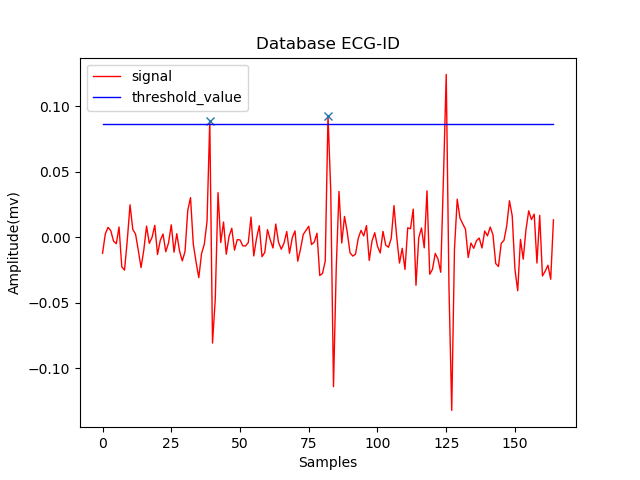 Database ECG-ID
signal
threshold_value
0.10
0.05
0.00
−0.05
−0.10
Amplitude(mv)
0 25 50 75 100 125 150
Samples